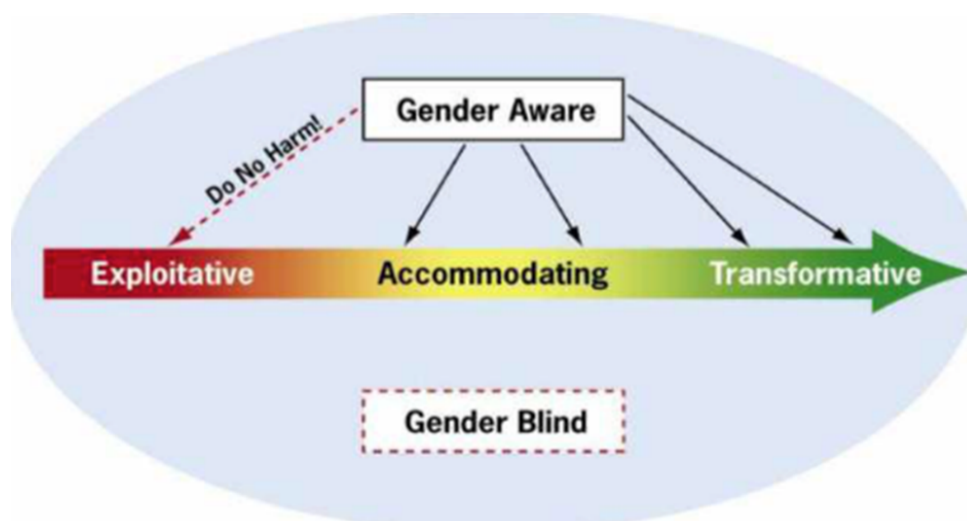 Gender Aware
Do No Harm!
Exploitative
Accommodating
Transformative
Gender Blind